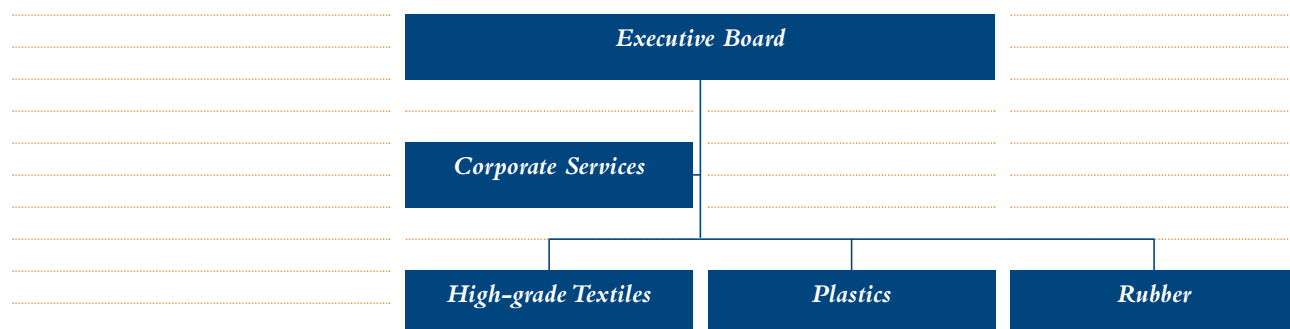 Executive Board
Corporate Services
High-grade Textiles
Plastics
Rubber